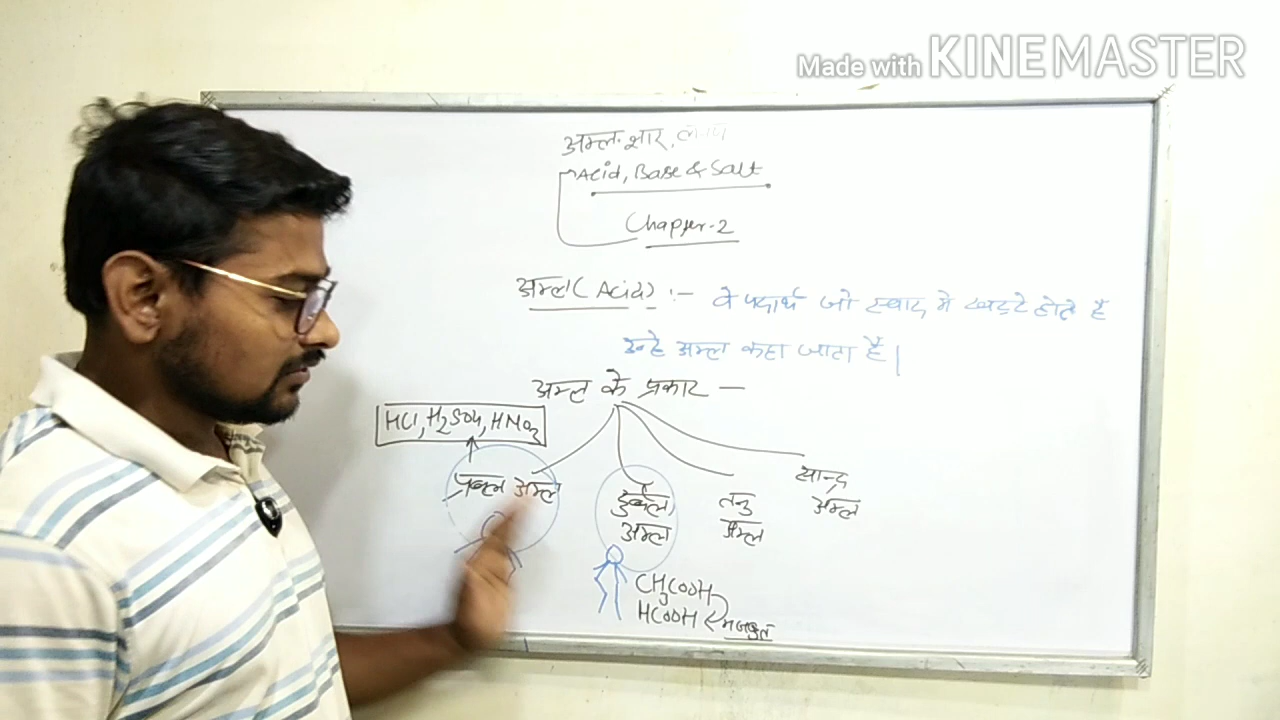 Made with KINEMASTER
अम्ल, क्षार, लवण
Acid, Base & Salt
Chapter-2
अम्ल (Acid) :- वे पदार्थ जो स्वाद मे खट्टे होते है
उन्हे अम्ल कहा जाता है |
अम्ल के प्रकार —
HCl, H2SO4, HNO3
प्रबल अम्ल
दुर्बल
अम्ल
तनु
अम्ल
सान्द्र
अम्ल
CH3COOH
HCOOH